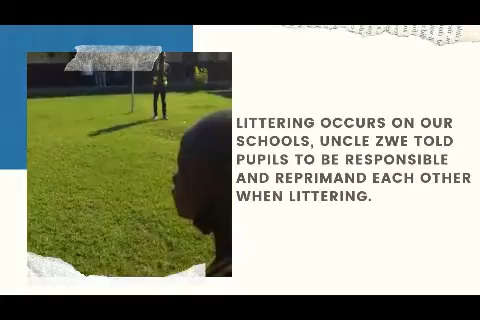 LITTERING OCCURS ON OUR
SCHOOLS, UNCLE ZWE TOLD
PUPILS TO BE RESPONSIBLE
AND REPRIMAND EACH OTHER
WHEN LITTERING.